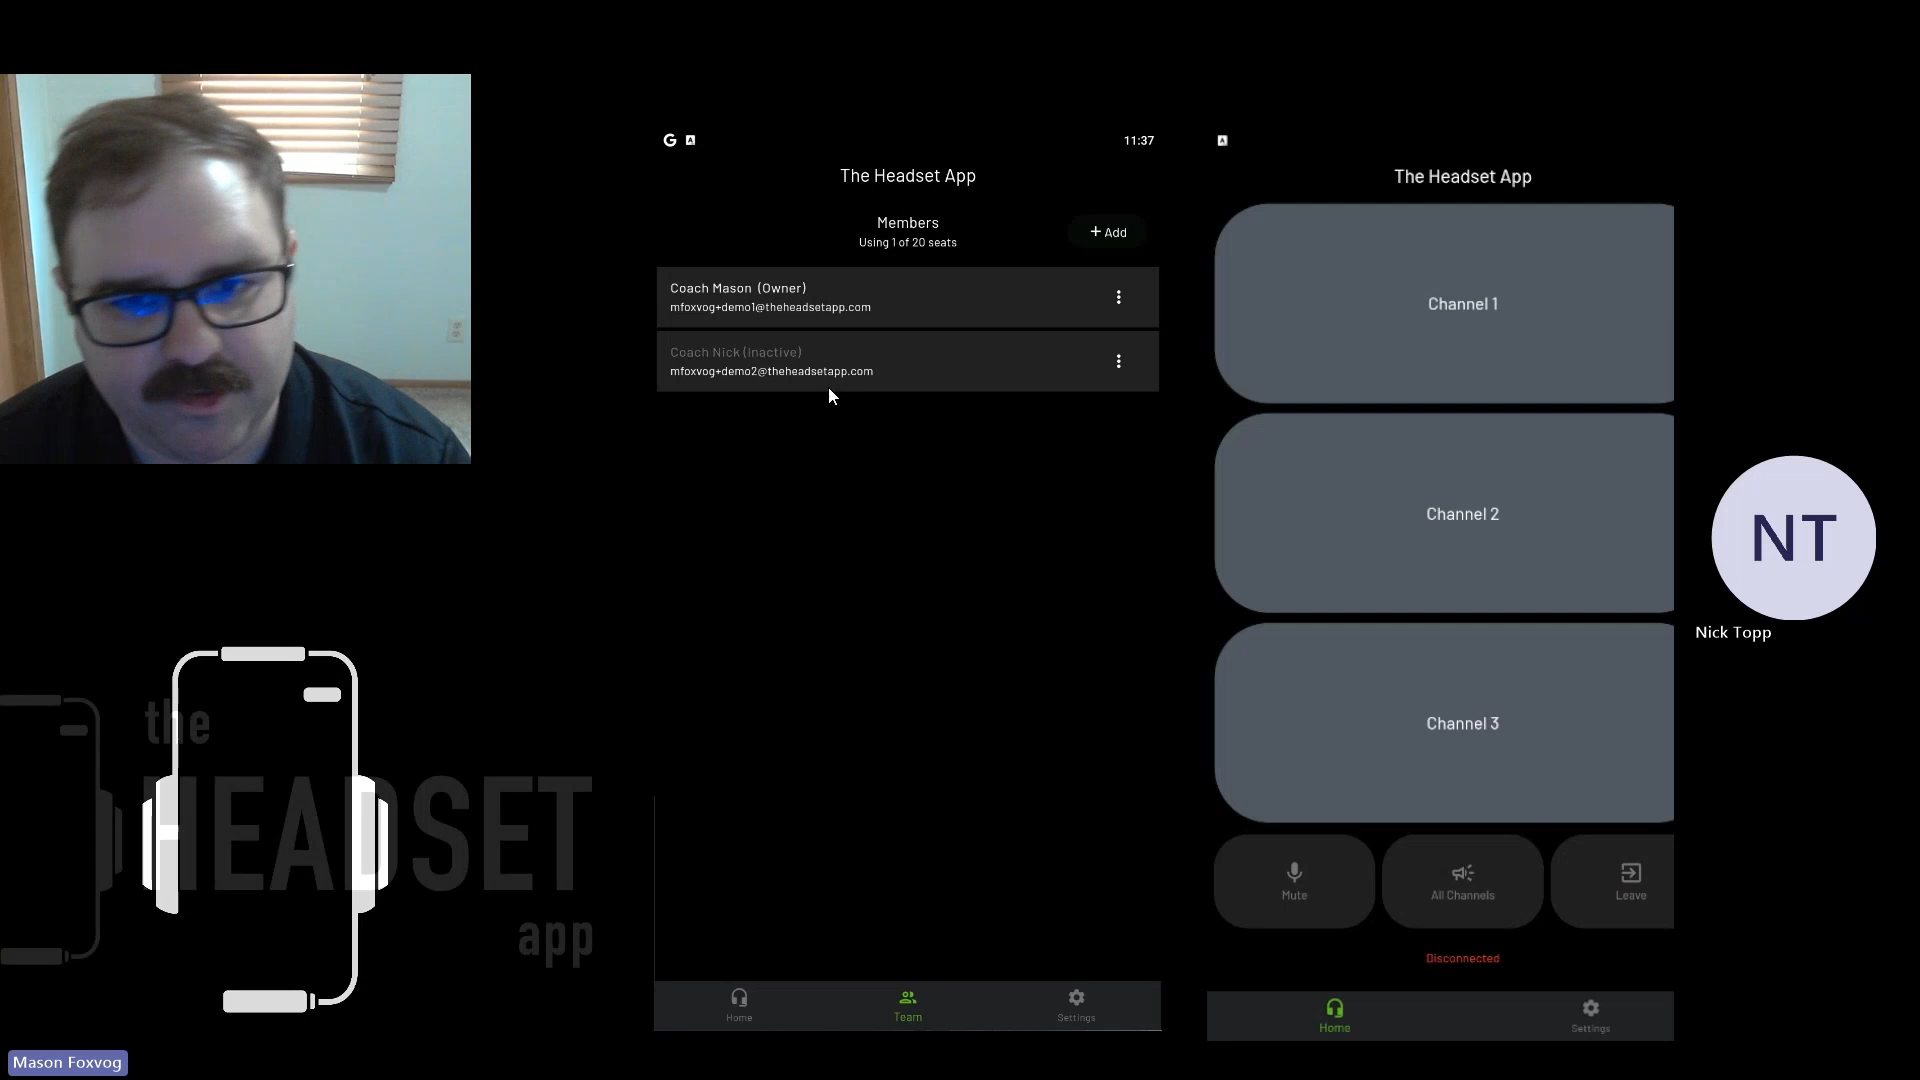 11:37
The Headset App
Members
Using 1 of 20 seats
+ Add
Coach Mason (Owner)
mfoxvog+demo1@theheadsetapp.com
Coach Nick (Inactive)
mfoxvog+demo2@theheadsetapp.com
Home
Team
Settings
The Headset App
Channel 1
Channel 2
Channel 3
Mute
All Channels
Leave
Disconnected
Home
Settings
NT
Nick Topp
the
HEADSET
app
Mason Foxvog